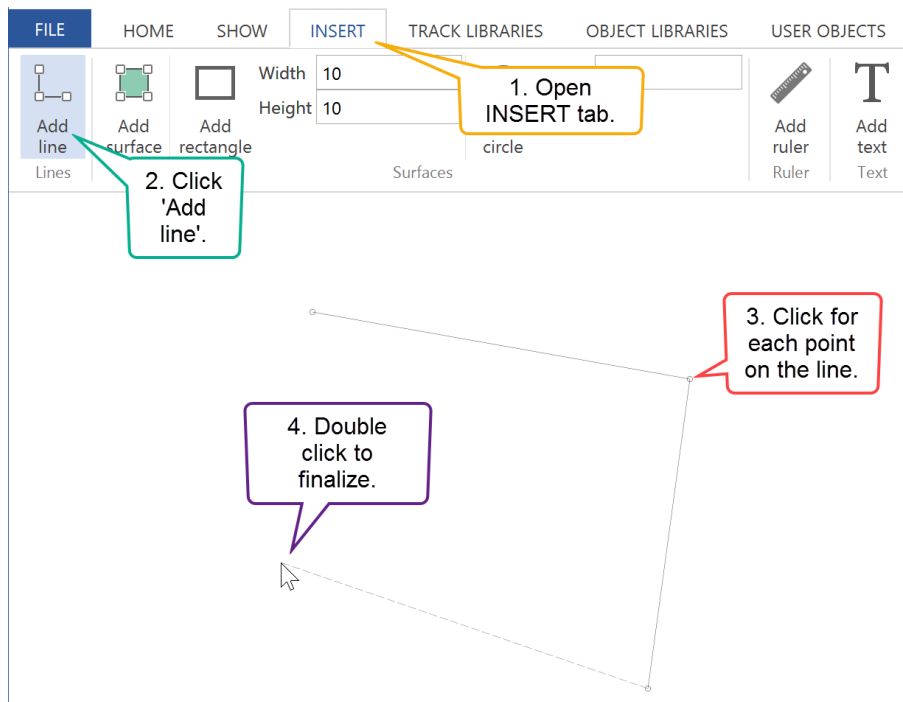 FILE HOME SHOW INSERT TRACK LIBRARIES OBJECT LIBRARIES USER OBJECTS
Width 10
Height 10
Add
line
Add
surface
Add
rectangle
circle
Add
ruler
Add
text
Lines
Surfaces
Ruler
Text
1. Open
INSERT tab.
2. Click
'Add
line'.
3. Click for
each point
on the line.
4. Double
click to
finalize.